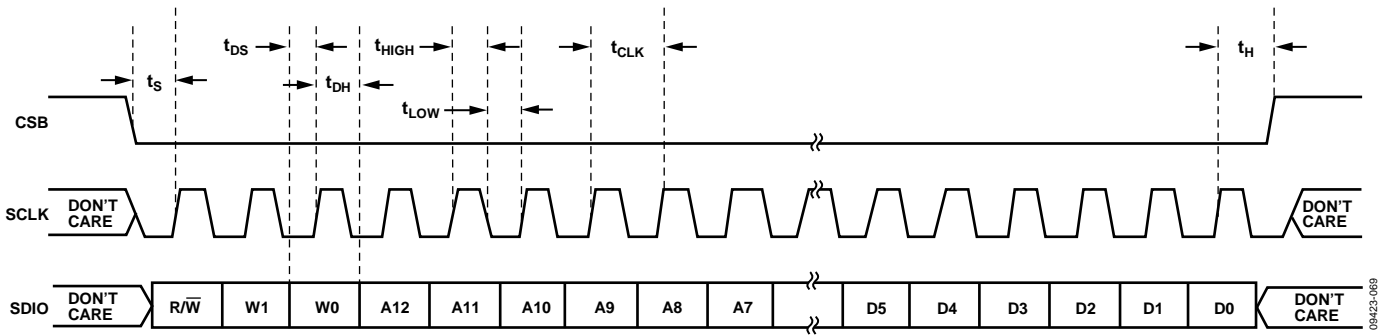 tDS
tHIGH
tCLK
tH
tS
tDH
tLOW
CSB
SCLK
DON'T
CARE
DON'T
CARE
SDIO
DON'T
CARE
R/W̅
W1
W0
A12
A11
A10
A9
A8
A7
D5
D4
D3
D2
D1
D0
DON'T
CARE
09423-069